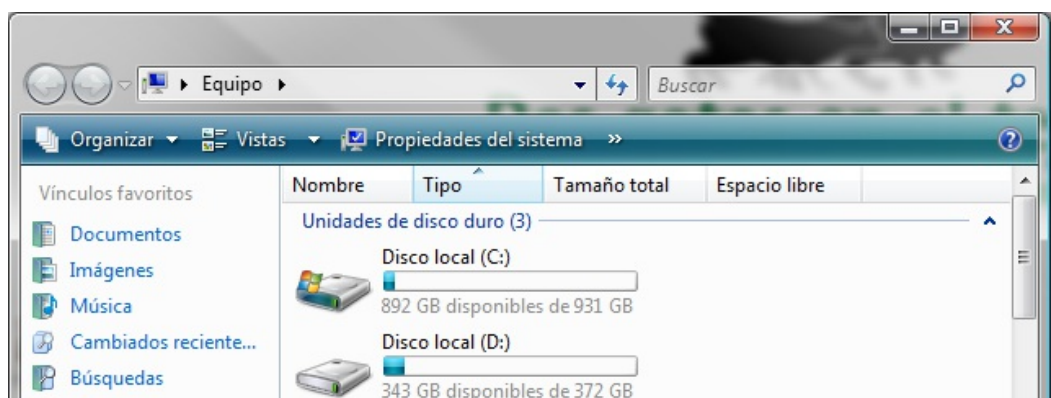 Equipo
Buscar
Organizar Vistas Propiedades del sistema »
Vínculos favoritos
Documentos
Imágenes
Música
Cambiados reciente...
Búsquedas
Nombre Tipo Tamaño total Espacio libre
Unidades de disco duro (3)
Disco local (C:)
892 GB disponibles de 931 GB
Disco local (D:)
343 GB disponibles de 372 GB